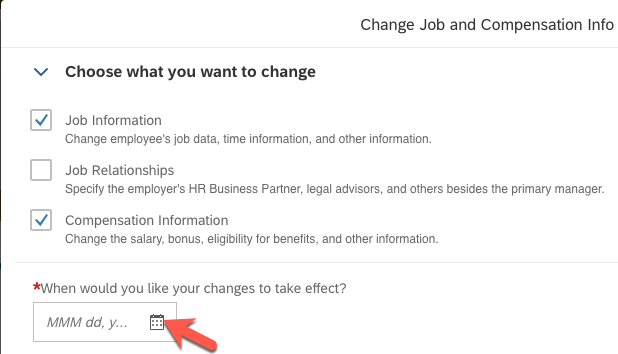 Change Job and Compensation Info
Choose what you want to change
Job Information
Change employee's job data, time information, and other information.
Job Relationships
Specify the employer's HR Business Partner, legal advisors, and others besides the primary manager.
Compensation Information
Change the salary, bonus, eligibility for benefits, and other information.
*When would you like your changes to take effect?
MMM dd, y...